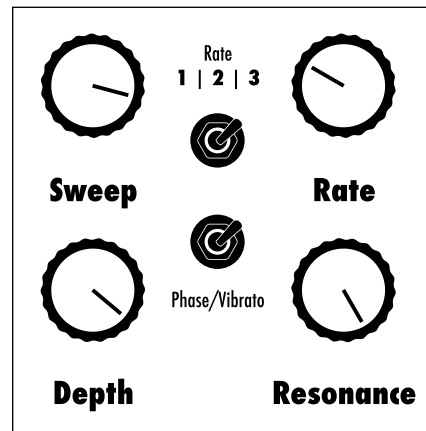 Rate
1 | 2 | 3
Sweep
Rate
Phase/Vibrato
Depth
Resonance